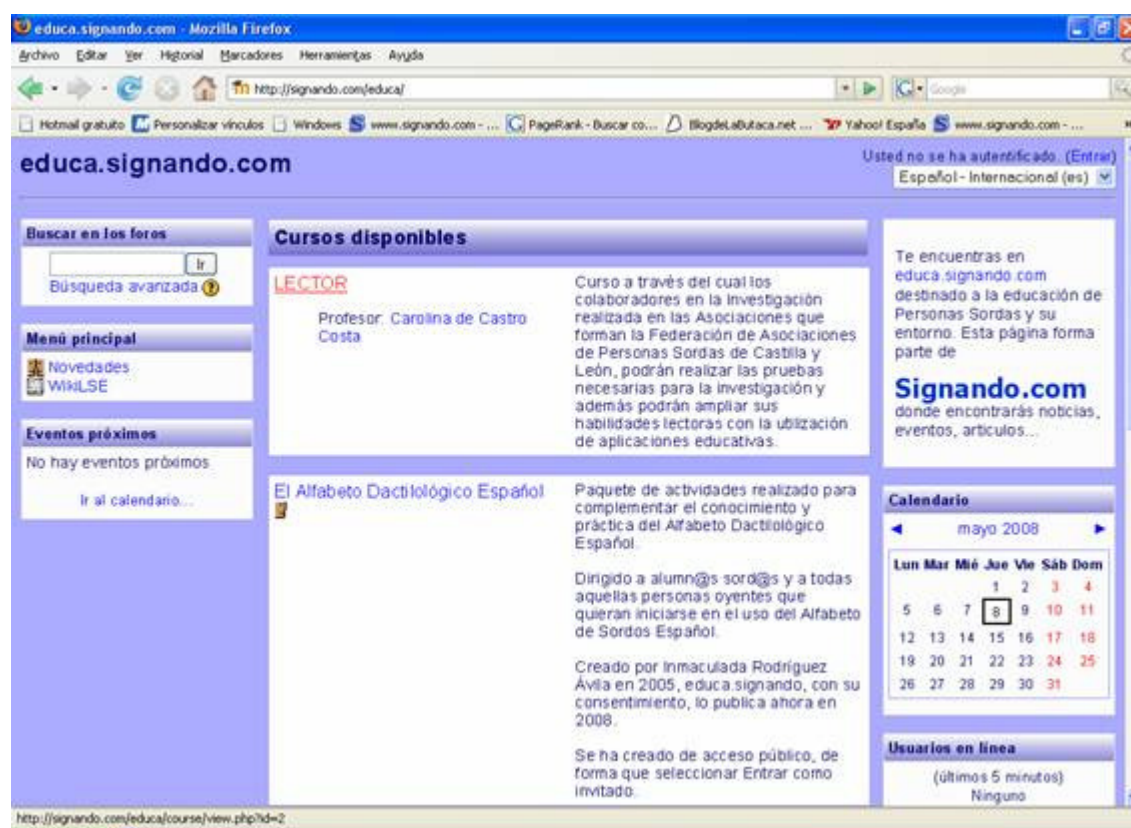 educa.signando.com - Mozilla Firefox
Archivo Editar Ver Historial Marcadores Herramientas Ayuda
http://signando.com/educa/
Google
Hotmail gratuito Personalizar vínculos Windows www.signando.com - ... PageRank - Buscar co... BlogdeLaButaca.net ... Yahoo! España www.signando.com - ...
educa.signando.com
Usted no se ha autentificado. (Entrar)
Español - Internacional (es)
Buscar en los foros
Ir
Búsqueda avanzada
Menú principal
Novedades
WikiLSE
Eventos próximos
No hay eventos próximos
Ir al calendario...
Cursos disponibles
LECTOR
Profesor: Carolina de Castro
Costa
Curso a través del cual los
colaboradores en la Investigación
realizada en las Asociaciones que
forman la Federación de Asociaciones
de Personas Sordas de Castilla y
León, podrán realizar las pruebas
necesarias para la investigación y
además podrán ampliar sus
habilidades lectoras con la utilización
de aplicaciones educativas.
El Alfabeto Dactilológico Español
Paquete de actividades realizado para
complementar el conocimiento y
práctica del Alfabeto Dactilológico
Español.
Dirigido a alumn@s sord@s y a todas
aquellas personas oyentes que
quieran iniciarse en el uso del Alfabeto
de Sordos Español.
Creado por Inmaculada Rodríguez
Ávila en 2005, educa.signando, con su
consentimiento, lo publica ahora en
2008.
Se ha creado de acceso público, de
forma que seleccionar Entrar como
invitado.
Te encuentras en
educa.signando.com
destinado a la educación de
Personas Sordas y su
entorno. Esta página forma
parte de
Signando.com
donde encontrarás noticias,
eventos, artículos...
Calendario
◄ mayo 2008 ►
Lun Mar Mié Jue Vie Sáb Dom
1 2 3 4
5 6 7 8 9 10 11
12 13 14 15 16 17 18
19 20 21 22 23 24 25
26 27 28 29 30 31
Usuarios en línea
(últimos 5 minutos)
Ninguno
http://signando.com/educa/course/view.php?id=2